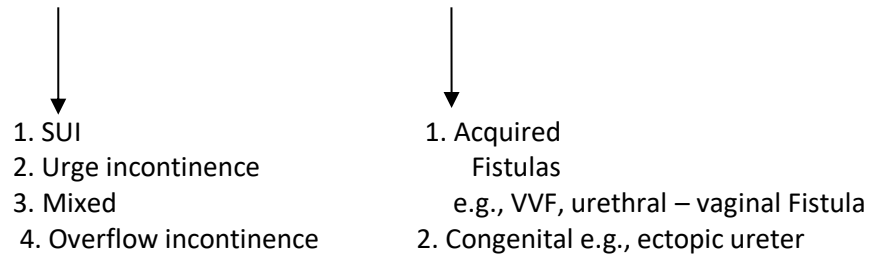 1. SUI
2. Urge incontinence
3. Mixed
4. Overflow incontinence
1. Acquired
Fistulas
e.g., VVF, urethral – vaginal Fistula
2. Congenital e.g., ectopic ureter